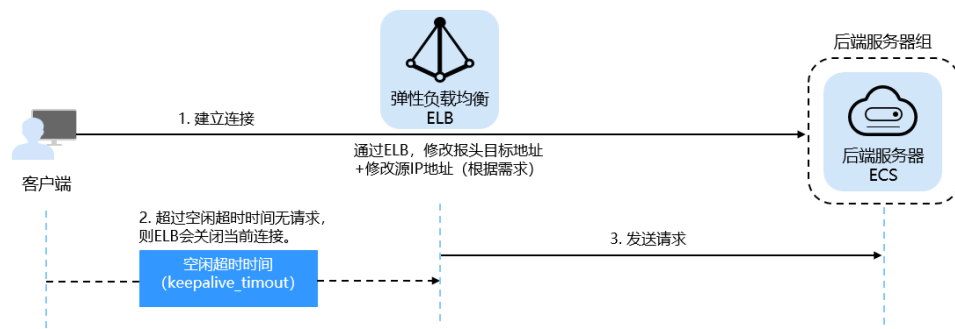 后端服务器组
弹性负载均衡
ELB
1. 建立连接
后端服务器
ECS
通过ELB，修改报头目标地址
+修改源IP地址（根据需求）
客户端
2. 超过空闲超时时间无请求，
则ELB会关闭当前连接。
3. 发送请求
空闲超时时间
（keepalive_timout）